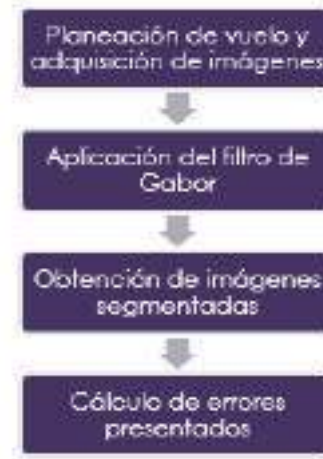 Planeación de vuelo y
adquisición de imágenes
Aplicación del filtro de
Gabor
Obtención de imágenes
segmentadas
Cálculo de errores
presentados